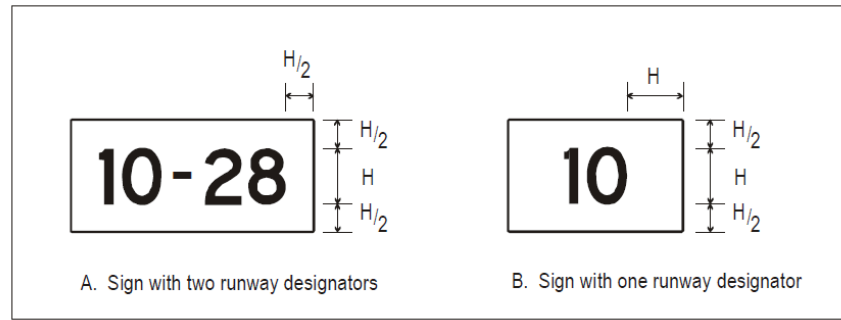 H/2
H
10-28
H/2
H
H/2
10
H/2
H
H/2
A. Sign with two runway designators
B. Sign with one runway designator